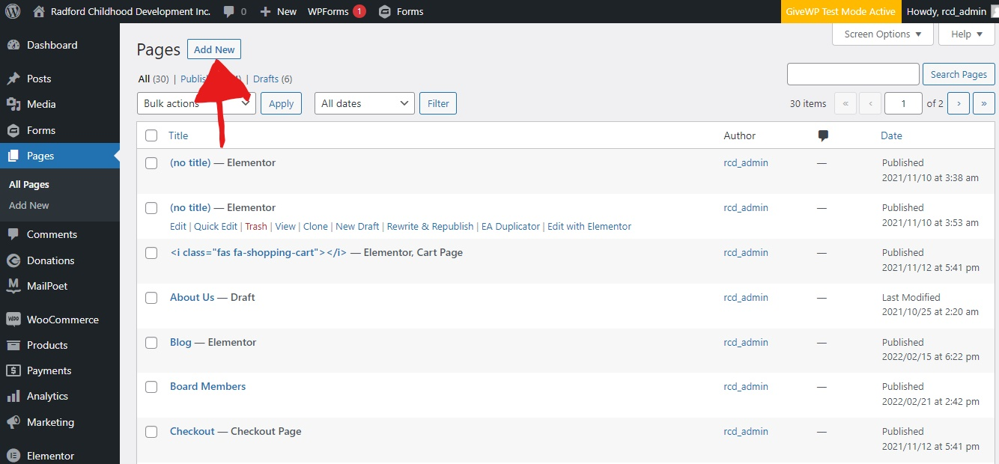 Radford Childhood Development Inc. 0 New WPForms 1 Forms GiveWP Test Mode Active Howdy, rcd_admin
Dashboard
Posts
Media
Forms
Pages
All Pages
Add New
Comments
Donations
MailPoet
WooCommerce
Products
Payments
Analytics
Marketing
Elementor
Screen Options Help
Pages Add New
All (30) | | Drafts (6)
Search Pages
Bulk actions Apply All dates Filter 30 items « ‹ 1 of 2 › »
Title Author Date
(no title) — Elementor rcd_admin — Published
2021/11/10 at 3:38 am
(no title) — Elementor rcd_admin — Published
2021/11/10 at 3:53 am
Edit | Quick Edit | Trash | View | Clone | New Draft | Rewrite & Republish | EA Duplicator | Edit with Elementor
<i class="fas fa-shopping-cart"></i> — Elementor, Cart Page rcd_admin — Published
2021/11/12 at 5:41 pm
About Us — Draft rcd_admin — Last Modified
2021/10/25 at 2:20 am
Blog — Elementor rcd_admin — Published
2022/02/15 at 6:22 pm
Board Members rcd_admin — Published
2022/02/21 at 2:42 pm
Checkout — Checkout Page rcd_admin — Published
2021/11/12 at 5:41 pm